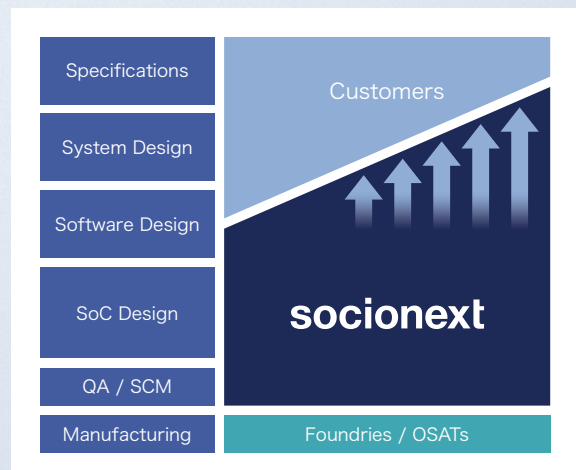 Specifications
Customers
System Design
Software Design
SoC Design
socionext
QA / SCM
Manufacturing
Foundries / OSATs